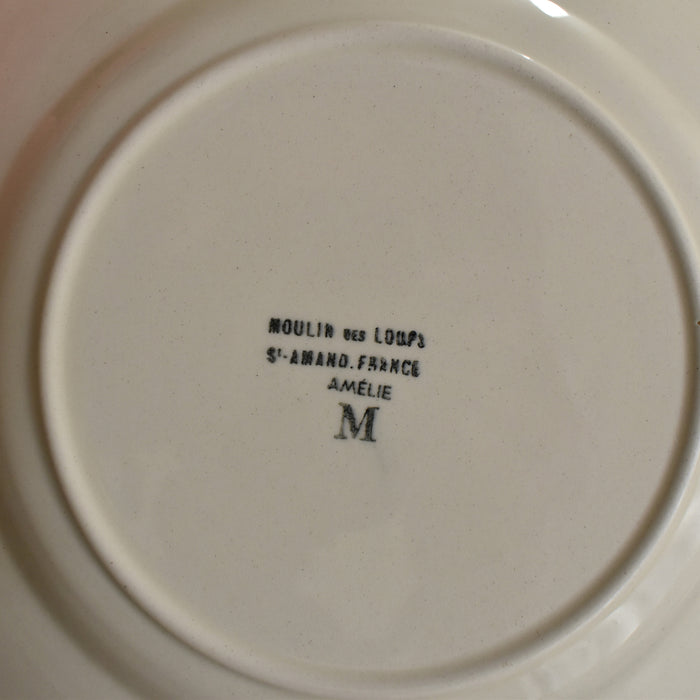 MOULIN DES LOUPS
St-AMAND.FRANCE
AMÉLIE
M